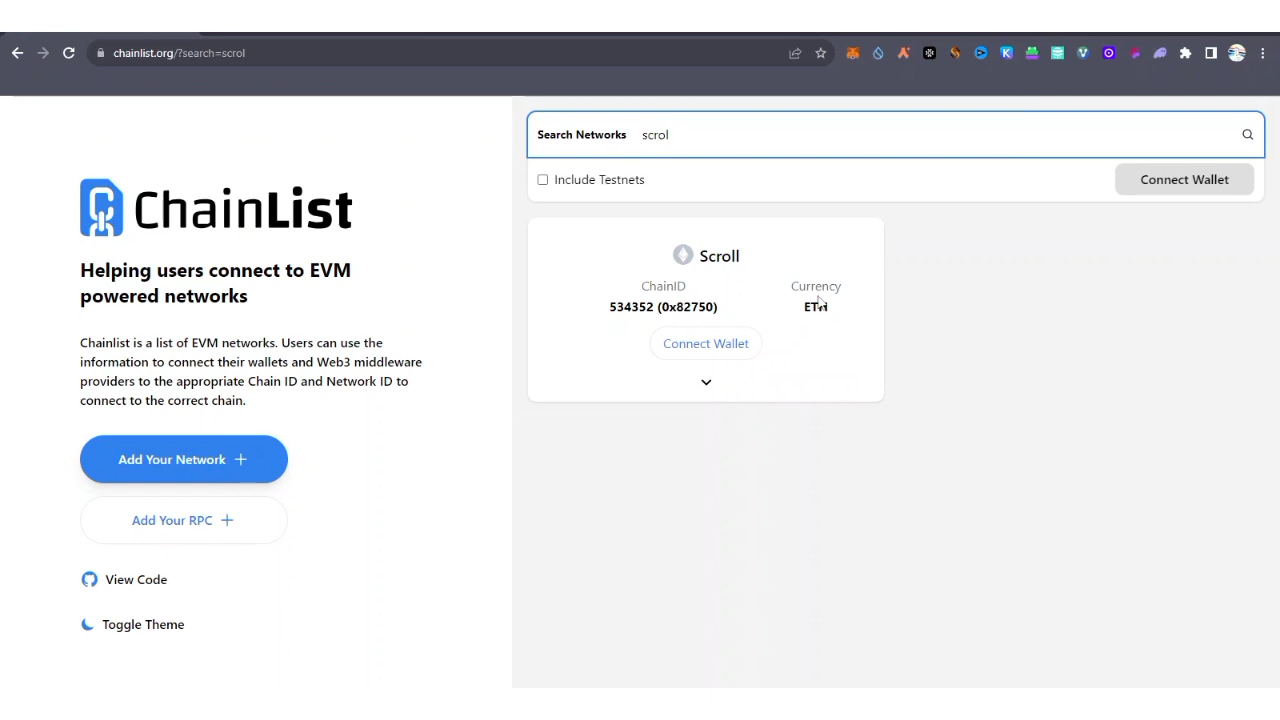 chainlist.org/?search=scrol
ChainList
Helping users connect to EVM
powered networks
Chainlist is a list of EVM networks. Users can use the
information to connect their wallets and Web3 middleware
providers to the appropriate Chain ID and Network ID to
connect to the correct chain.
Add Your Network +
Add Your RPC +
View Code
Toggle Theme
Search Networks scrol
Include Testnets
Connect Wallet
Scroll
ChainID Currency
534352 (0x82750) ETH
Connect Wallet